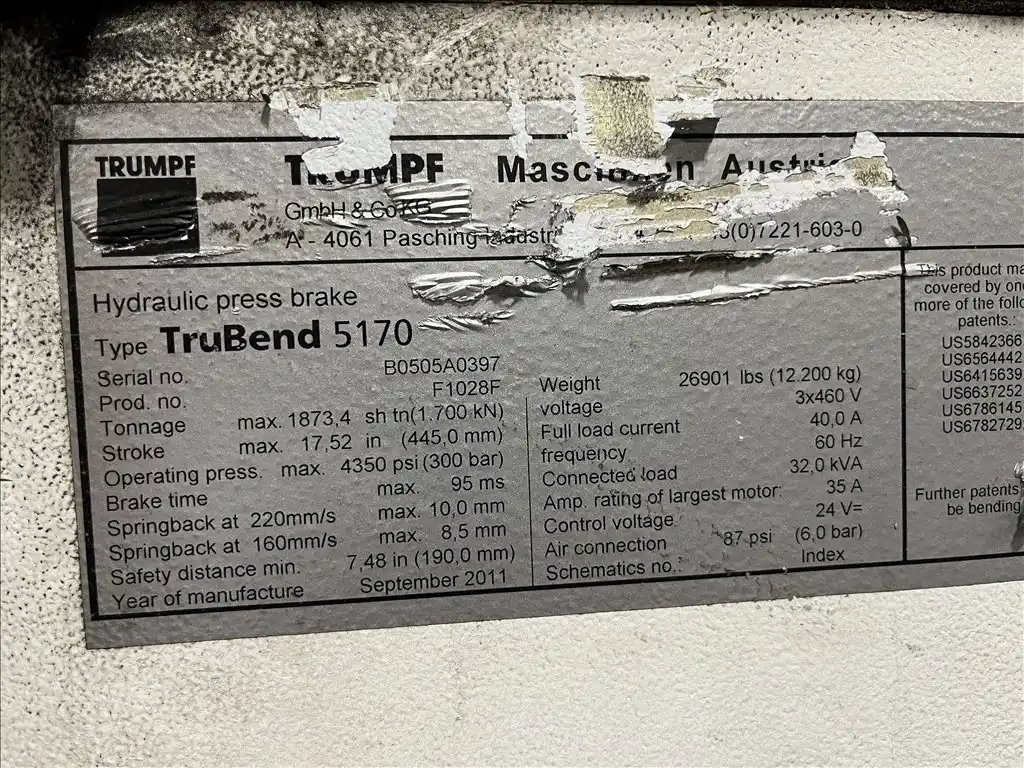 TRUMPF
TRUMPF Maschinen Austria
GmbH & Co.KG.
A - 4061 Pasching 3(0)7221-603-0
Hydraulic press brake
Type TruBend 5170
Serial no. B0505A0397
Prod. no. F1028F
Tonnage max. 1873,4 sh tn(1.700 kN)
Stroke max. 17,52 in (445,0 mm)
Operating press. max. 4350 psi (300 bar)
Brake time max. 95 ms
Springback at 220mm/s max. 10,0 mm
Springback at 160mm/s max. 8,5 mm
Safety distance min. 7,48 in (190,0 mm)
Year of manufacture September 2011
Weight 26901 lbs (12.200 kg)
voltage 3x460 V
Full load current 40,0 A
frequency 60 Hz
Connected load 32,0 kVA
Amp. rating of largest motor: 35 A
Control voltage 24 V=
Air connection 87 psi (6,0 bar)
Schematics no.: Index
This product ma
covered by one
more of the follo
patents.:
US5842366
US6564442
US6415639
US6637252
US6786145
US6782729
Further patents
be bending